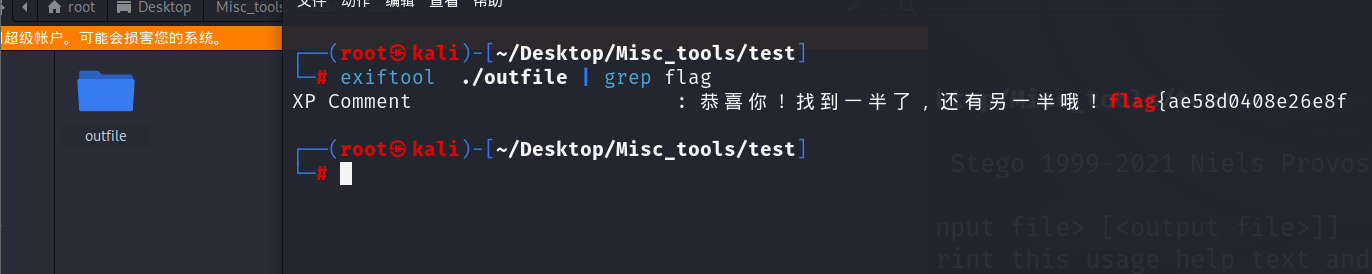 root Desktop Misc_tools
文件 动作 编辑 查看 帮助
超级帐户。可能会损害您的系统。
┌──(root㉿kali)-[~/Desktop/Misc_tools/test]
└─# exiftool ./outfile | grep flag
XP Comment : 恭喜你！找到一半了，还有另一半哦！flag{ae58d0408e26e8f
outfile
┌──(root㉿kali)-[~/Desktop/Misc_tools/test]
└─#
Stego 1999-2021 Niels Provos
nput file> [<output file>]]
rint this usage help text and